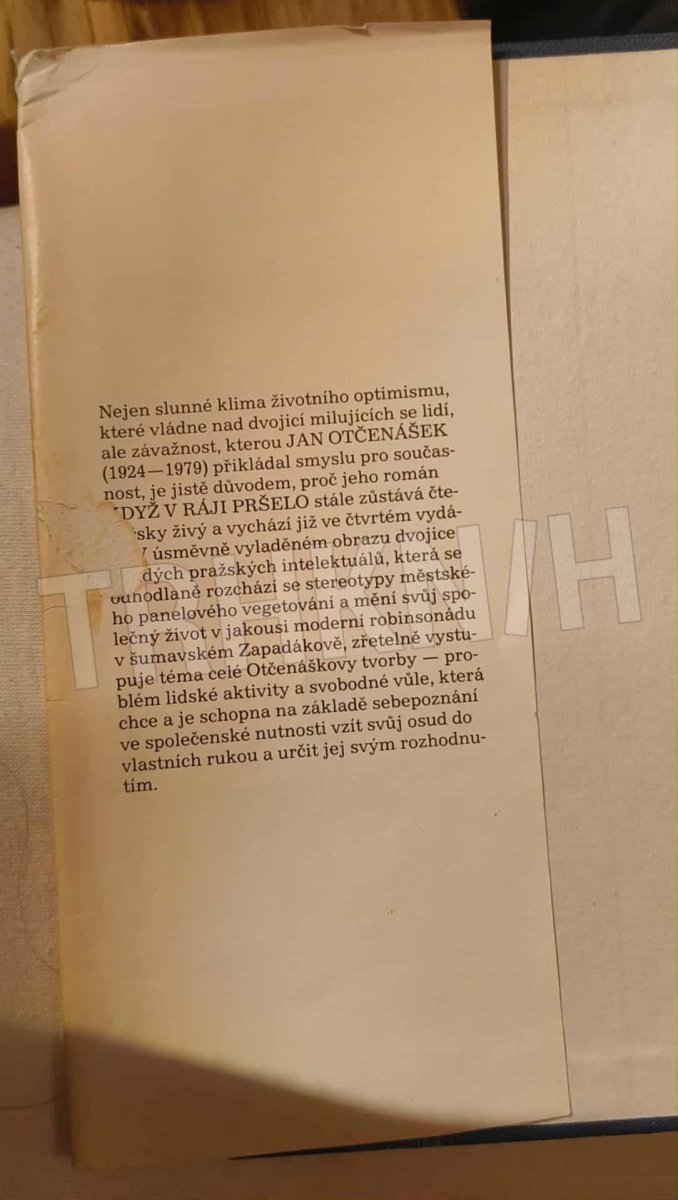 Nejen slunné klima životního optimismu,
které vládne nad dvojicí milujících se lidí,
ale závažnost, kterou JAN OTČENÁŠEK
(1924—1979) přikládal smyslu pro součas-
nost, je jistě důvodem, proč jeho román
KDYŽ V RÁJI PRŠELO stále zůstává čte-
sky živý a vychází již ve čtvrtém vydá-
V úsměvně vyladěném obrazu dvojice
dých pražských intelektuálů, která se
odhodlaně rozchází se stereotypy městské-
ho panelového vegetování a mění svůj spo-
lečný život v jakousi moderní robinsonádu
v šumavském Zapadákově, zřetelně vystu-
puje téma celé Otčenáškovy tvorby — pro-
blém lidské aktivity a svobodné vůle, která
chce a je schopna na základě sebepoznání
ve společenské nutnosti vzít svůj osud do
vlastních rukou a určit jej svým rozhodnu-
tím.
TRHKNIH